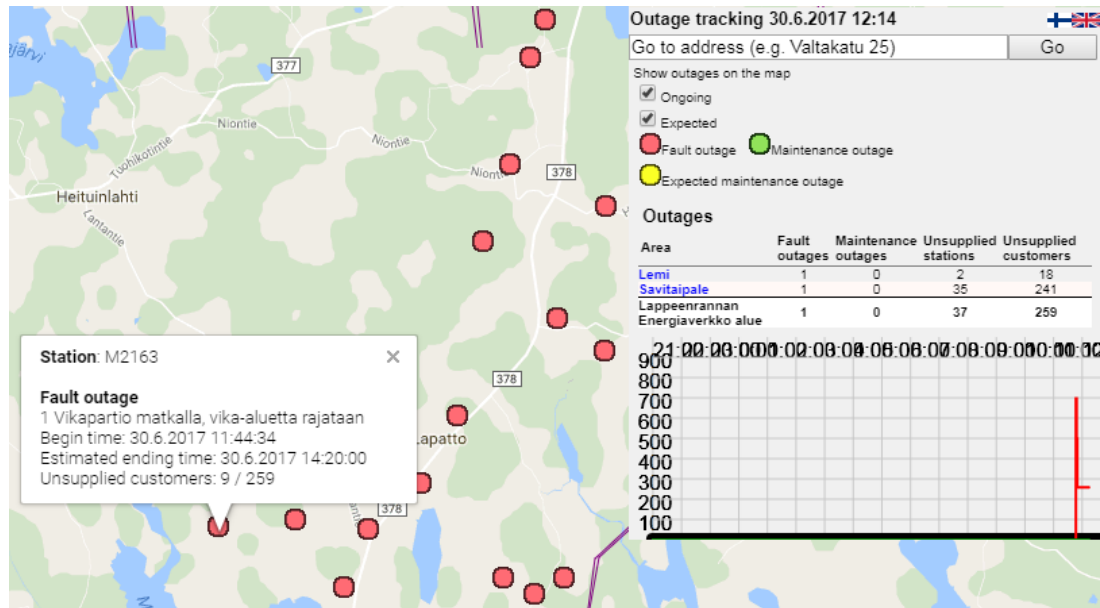 ajärvi
377
Niontie
Niontie
Tuohikotintie
Niontie
378
Heituinlahti
Lantantie
378
Lapatto
378
Station: M2163
Fault outage
1 Vikapartio matkalla, vika-aluetta rajataan
Begin time: 30.6.2017 11:44:34
Estimated ending time: 30.6.2017 14:20:00
Unsupplied customers: 9 / 259
Outage tracking 30.6.2017 12:14
Go to address (e.g. Valtakatu 25) Go
Show outages on the map
Ongoing
Expected
Fault outage Maintenance outage
Expected maintenance outage
Outages
Area Fault outages Maintenance outages Unsupplied stations Unsupplied customers
Lemi 1 0 2 18
Savitaipale 1 0 35 241
Lappeenrannan Energiaverkko alue 1 0 37 259
900
800
700
600
500
400
300
200
100